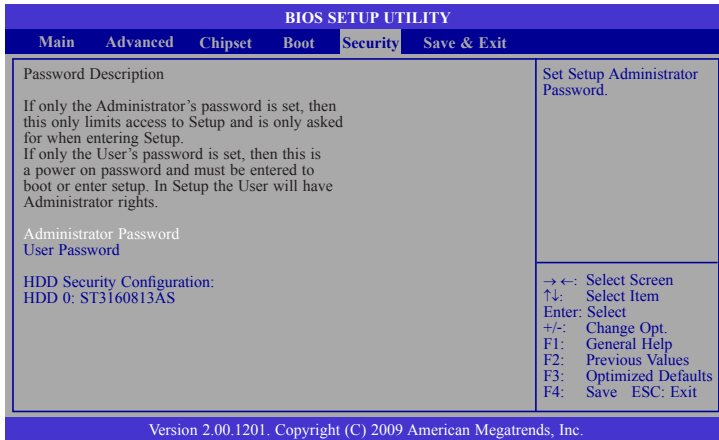 BIOS SETUP UTILITY
Main Advanced Chipset Boot Security Save & Exit
Password Description
If only the Administrator's password is set, then
this only limits access to Setup and is only asked
for when entering Setup.
If only the User's password is set, then this is
a power on password and must be entered to
boot or enter setup. In Setup the User will have
Administrator rights.
Administrator Password
User Password
HDD Security Configuration:
HDD 0: ST3160813AS
Set Setup Administrator
Password.
→←: Select Screen
↑↓: Select Item
Enter: Select
+/-: Change Opt.
F1: General Help
F2: Previous Values
F3: Optimized Defaults
F4: Save ESC: Exit
Version 2.00.1201. Copyright (C) 2009 American Megatrends, Inc.